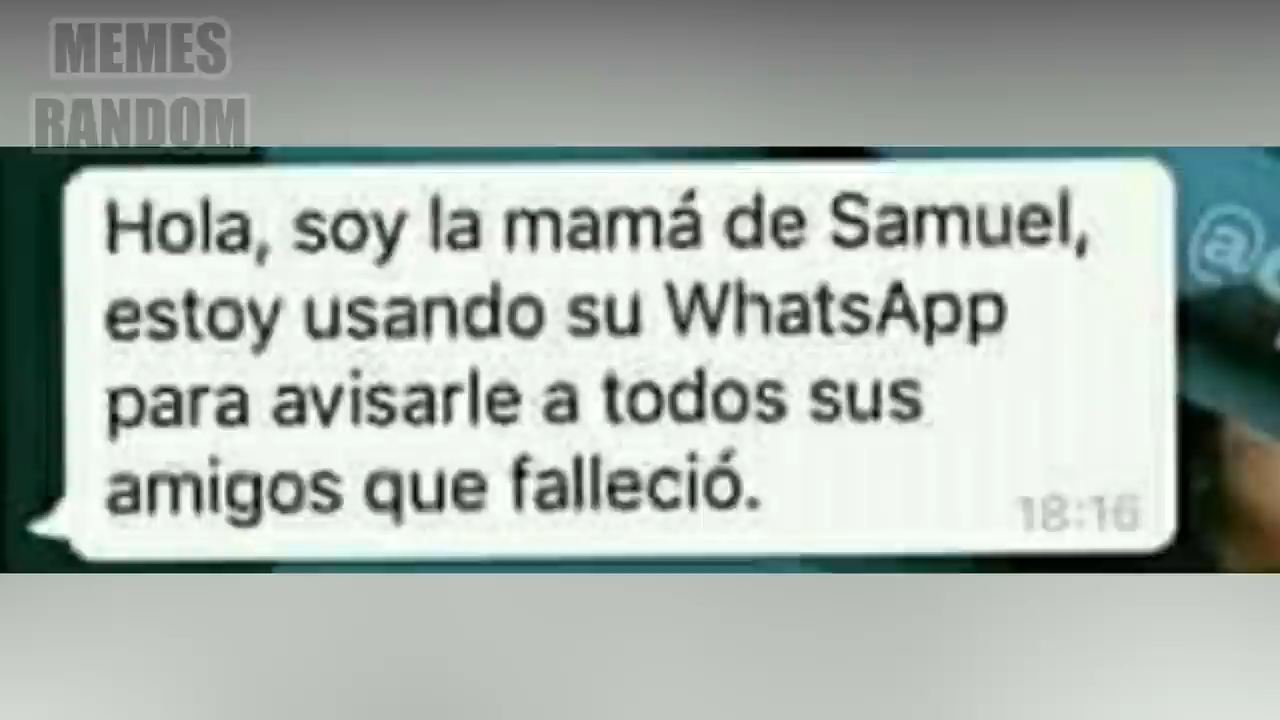 MEMES
RANDOM
Hola, soy la mamá de Samuel,
estoy usando su WhatsApp
para avisarle a todos sus
amigos que falleció.
18:16
@